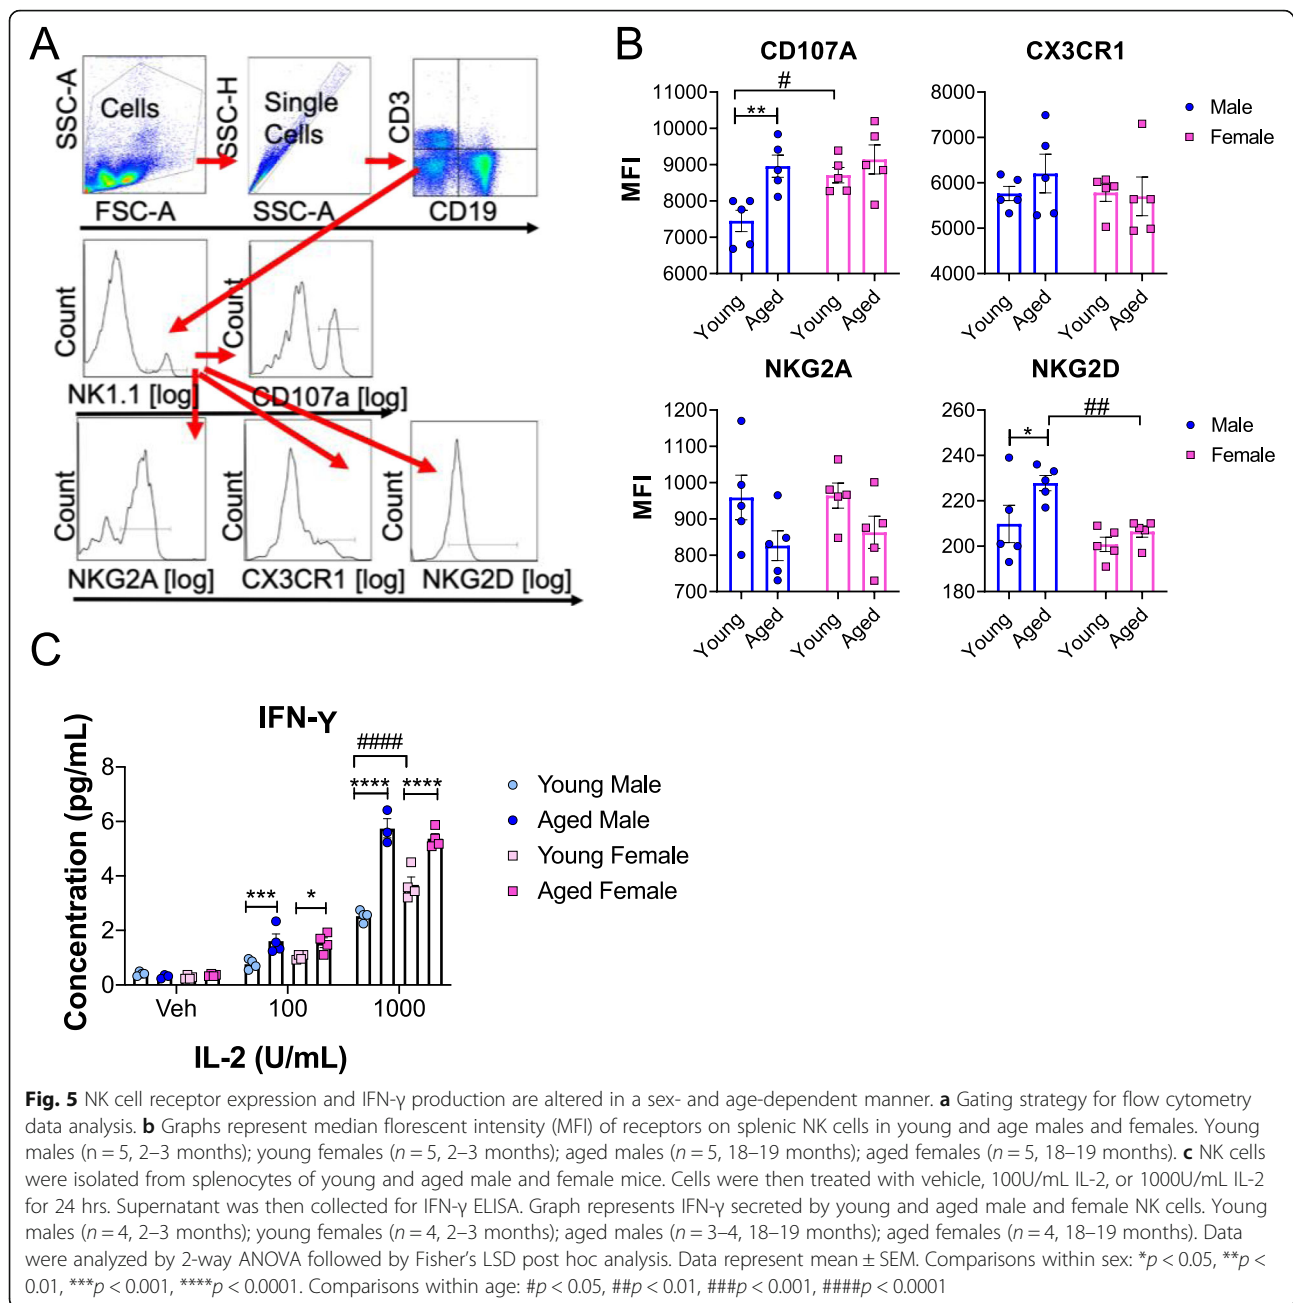 A
SSC-A
Cells
FSC-A
SSC-H
Single
Cells
SSC-A
CD3
CD19
Count
NK1.1 [log]
Count
CD107a [log]
Count
NKG2A [log]
Count
CX3CR1 [log]
Count
NKG2D [log]
B
CD107A
MFI
11000
10000
9000
8000
7000
6000
**
#
Young
Aged
Young
Aged
CX3CR1
8000
7000
6000
5000
4000
Young
Aged
Young
Aged
Male
Female
NKG2A
MFI
1200
1100
1000
900
800
700
Young
Aged
Young
Aged
NKG2D
260
240
220
200
180
*
##
Young
Aged
Young
Aged
Male
Female
C
IFN-γ
Concentration (pg/mL)
8
6
4
2
0
***
*
####
****
****
Veh
100
1000
IL-2 (U/mL)
Young Male
Aged Male
Young Female
Aged Female
Fig. 5 NK cell receptor expression and IFN-γ production are altered in a sex- and age-dependent manner. a Gating strategy for flow cytometry
data analysis. b Graphs represent median florescent intensity (MFI) of receptors on splenic NK cells in young and age males and females. Young
males (n = 5, 2–3 months); young females (n = 5, 2–3 months); aged males (n = 5, 18–19 months); aged females (n = 5, 18–19 months). c NK cells
were isolated from splenocytes of young and aged male and female mice. Cells were then treated with vehicle, 100U/mL IL-2, or 1000U/mL IL-2
for 24 hrs. Supernatant was then collected for IFN-γ ELISA. Graph represents IFN-γ secreted by young and aged male and female NK cells. Young
males (n = 4, 2–3 months); young females (n = 4, 2–3 months); aged males (n = 3–4, 18–19 months); aged females (n = 4, 18–19 months). Data
were analyzed by 2-way ANOVA followed by Fisher's LSD post hoc analysis. Data represent mean ± SEM. Comparisons within sex: *p < 0.05, **p <
0.01, ***p < 0.001, ****p < 0.0001. Comparisons within age: #p < 0.05, ##p < 0.01, ###p < 0.001, ####p < 0.0001